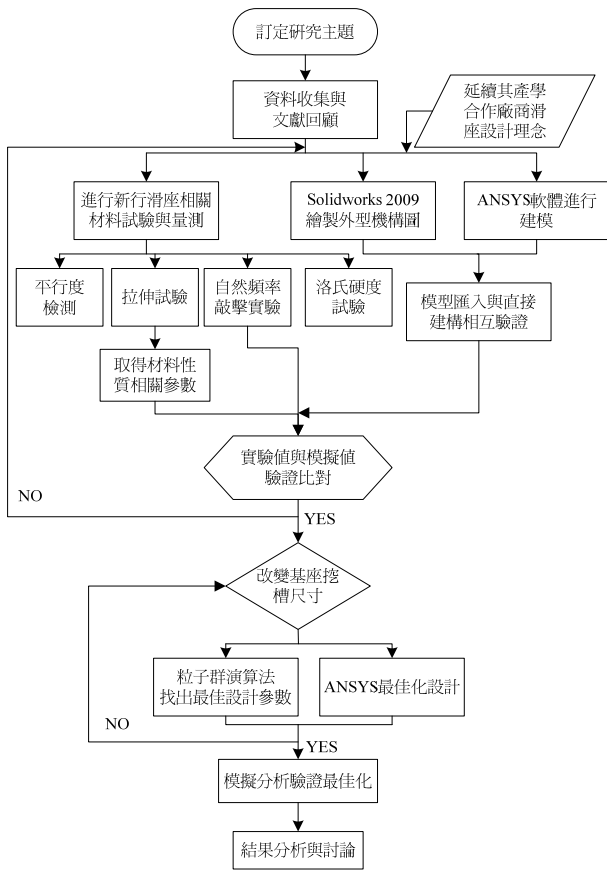 訂定研究主題
資料收集與
文獻回顧
延續其產學
合作廠商滑
座設計理念
進行新行滑座相關
材料試驗與量測
Solidworks 2009
繪製外型機構圖
ANSYS軟體進行
建模
平行度
檢測
拉伸試驗
自然頻率
敲擊實驗
洛氏硬度
試驗
模型匯入與直接
建構相互驗證
取得材料性
質相關參數
實驗值與模擬值
驗證比對
NO
YES
改變基座挖
槽尺寸
粒子群演算法
找出最佳設計參數
ANSYS最佳化設計
NO
YES
模擬分析驗證最佳化
結果分析與討論